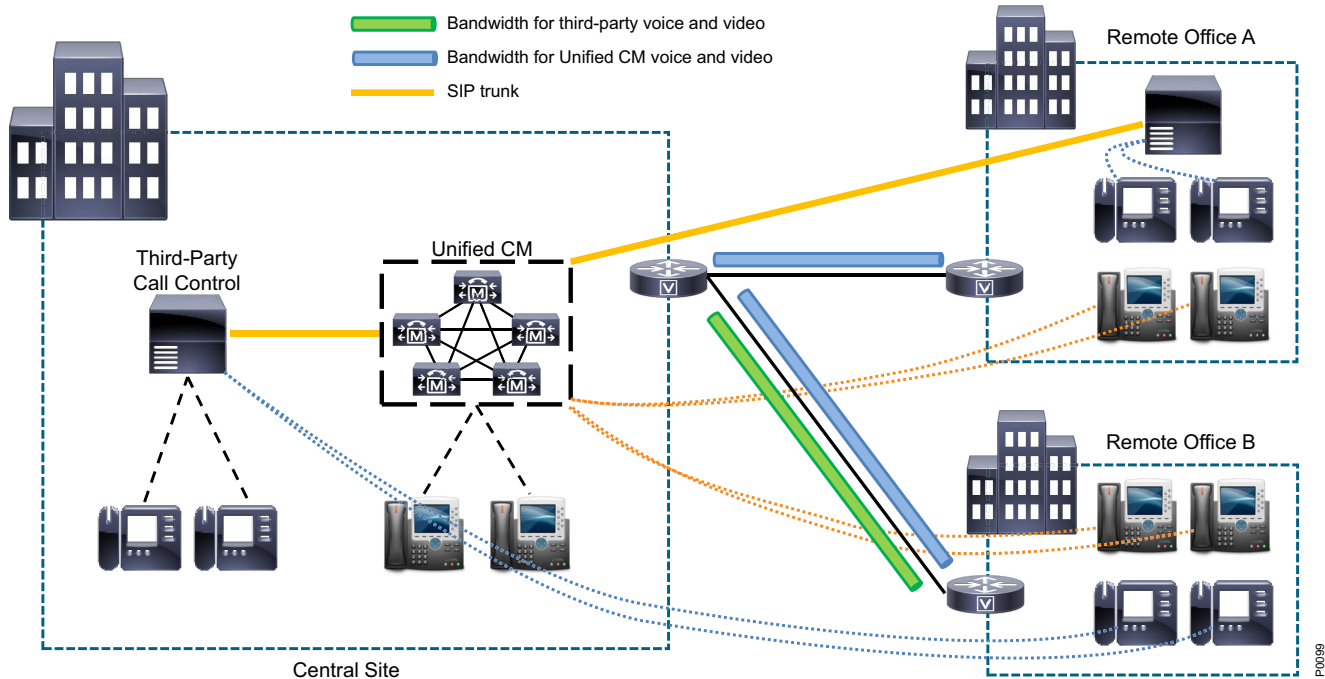 Bandwidth for third-party voice and video
Bandwidth for Unified CM voice and video
SIP trunk
Remote Office A
Unified CM
Third-Party
Call Control
M
M
M
M
M
V
V
Remote Office B
V
Central Site
P0099